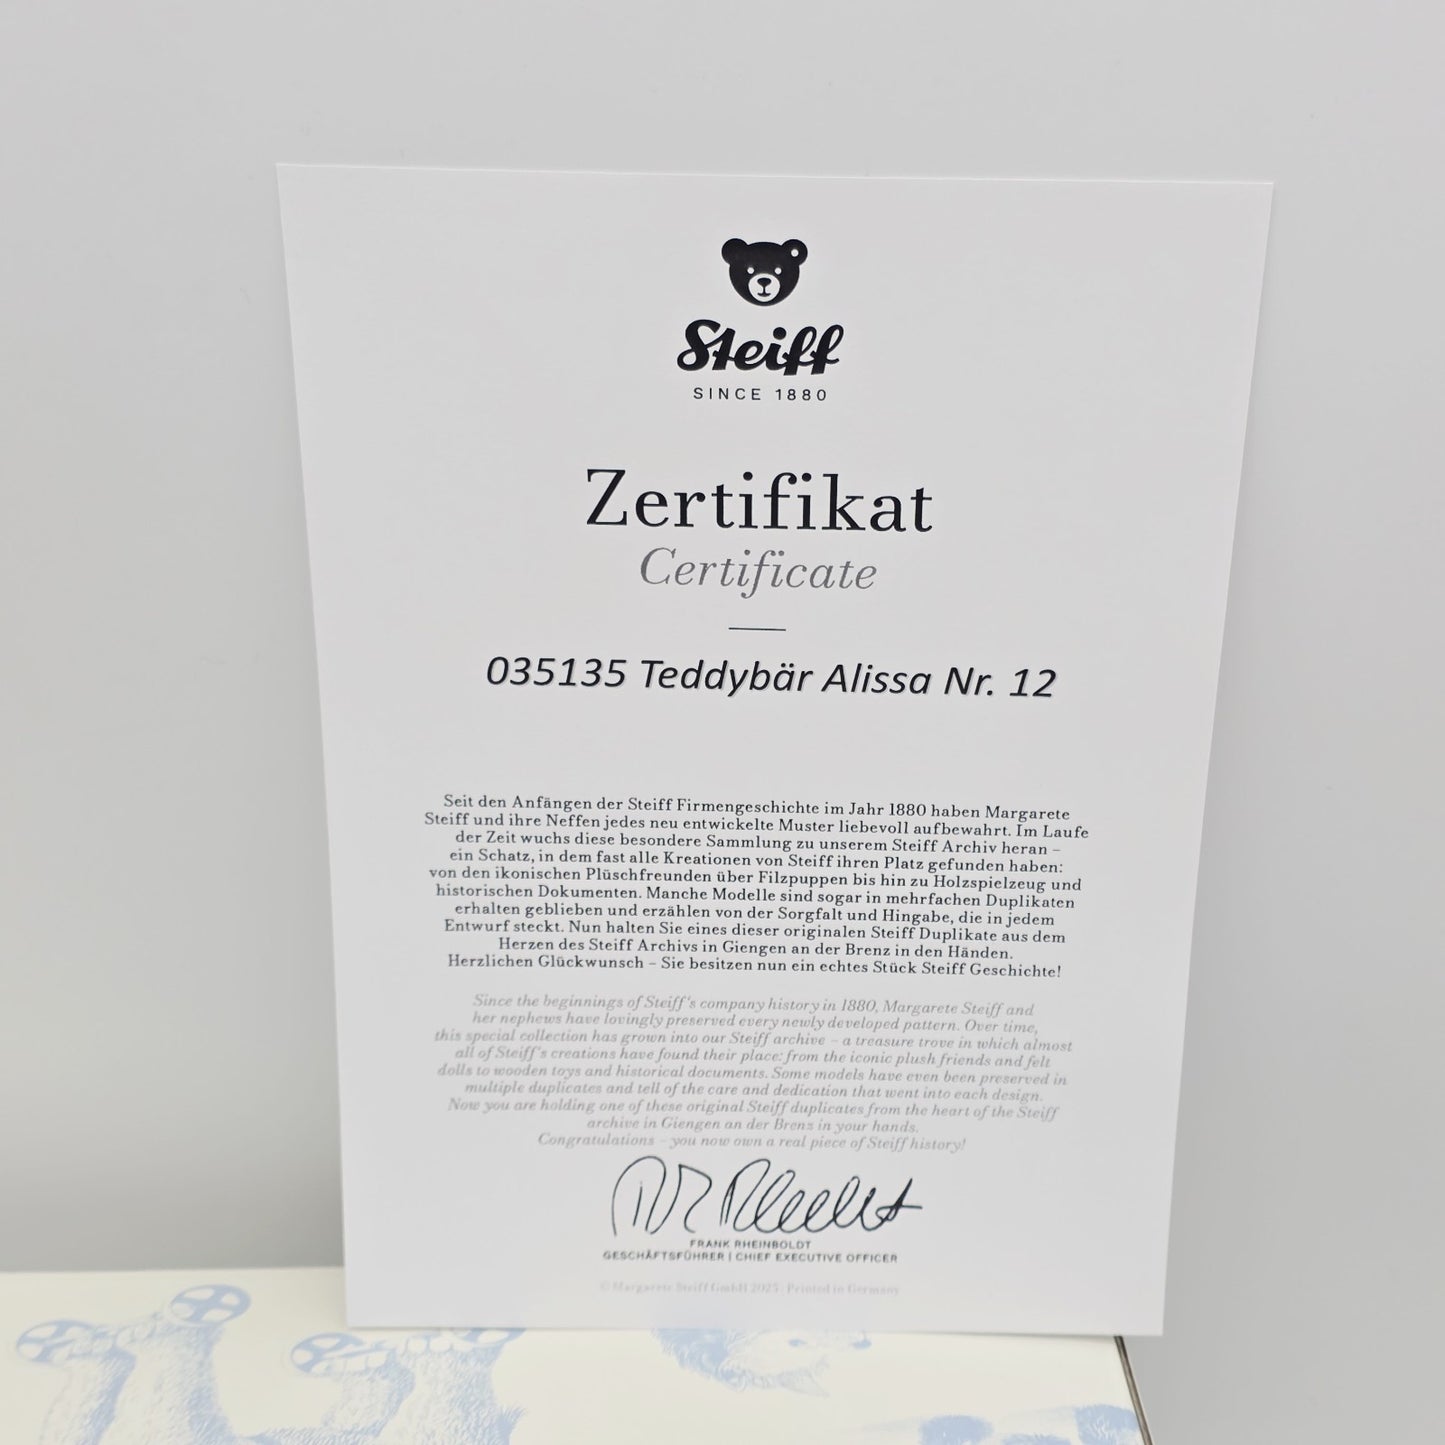 Steiff
SINCE 1880
Zertifikat
Certificate
035135 Teddybär Alissa Nr. 12
Seit den Anfängen der Steiff Firmengeschichte im Jahr 1880 haben Margarete
Steiff und ihre Neffen jedes neu entwickelte Muster liebevoll aufbewahrt. Im Laufe
der Zeit wuchs diese besondere Sammlung zu unserem Steiff Archiv heran –
ein Schatz, in dem fast alle Kreationen von Steiff ihren Platz gefunden haben:
von den ikonischen Plüschfreunden über Filzpuppen bis hin zu Holzspielzeug und
historischen Dokumenten. Manche Modelle sind sogar in mehrfachen Duplikaten
erhalten geblieben und erzählen von der Sorgfalt und Hingabe, die in jedem
Entwurf steckt. Nun halten Sie eines dieser originalen Steiff Duplikate aus dem
Herzen des Steiff Archivs in Giengen an der Brenz in den Händen.
Herzlichen Glückwunsch – Sie besitzen nun ein echtes Stück Steiff Geschichte!
Since the beginnings of Steiff's company history in 1880, Margarete Steiff and
her nephews have lovingly preserved every newly developed pattern. Over time,
this special collection has grown into our Steiff archive – a treasure trove in which almost
all of Steiff's creations have found their place: from the iconic plush friends and felt
dolls to wooden toys and historical documents. Some models have even been preserved in
multiple duplicates and tell of the care and dedication that went into each design.
Now you are holding one of these original Steiff duplicates from the heart of the Steiff
archive in Giengen an der Brenz in your hands.
Congratulations – you now own a real piece of Steiff history!
FRANK RHEINBOLDT
GESCHÄFTSFÜHRER | CHIEF EXECUTIVE OFFICER
© Margarete Steiff GmbH 2025 · Printed in Germany